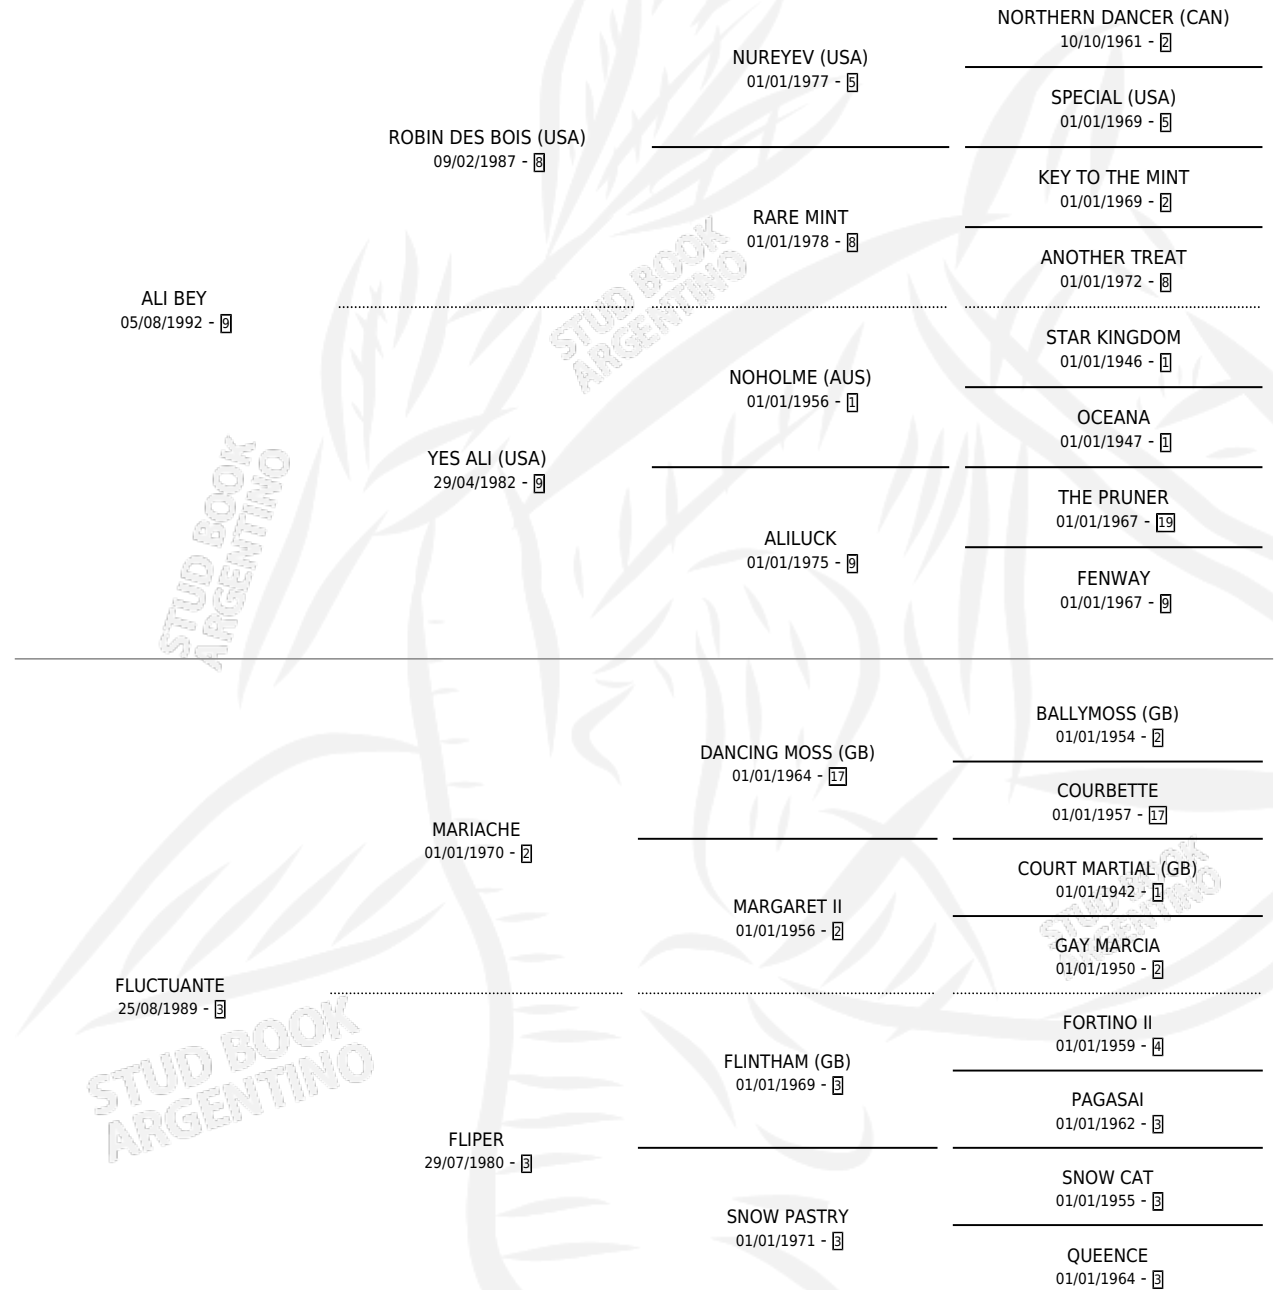 NORTHERN DANCER (CAN)
10/10/1961 - 2
NUREYEV (USA)
01/01/1977 - 5
SPECIAL (USA)
01/01/1969 - 5
ROBIN DES BOIS (USA)
09/02/1987 - 8
KEY TO THE MINT
01/01/1969 - 2
RARE MINT
01/01/1978 - 8
ANOTHER TREAT
01/01/1972 - 8
ALI BEY
05/08/1992 - 9
STAR KINGDOM
01/01/1946 - 1
NOHOLME (AUS)
01/01/1956 - 1
OCEANA
01/01/1947 - 1
YES ALI (USA)
29/04/1982 - 9
THE PRUNER
01/01/1967 - 19
ALILUCK
01/01/1975 - 9
FENWAY
01/01/1967 - 9
BALLYMOSS (GB)
01/01/1954 - 2
DANCING MOSS (GB)
01/01/1964 - 17
COURBETTE
01/01/1957 - 17
MARIACHE
01/01/1970 - 2
COURT MARTIAL (GB)
01/01/1942 - 1
MARGARET II
01/01/1956 - 2
GAY MARCIA
01/01/1950 - 2
FLUCTUANTE
25/08/1989 - 3
FORTINO II
01/01/1959 - 4
FLINTHAM (GB)
01/01/1969 - 3
PAGASAI
01/01/1962 - 3
FLIPER
29/07/1980 - 3
SNOW CAT
01/01/1955 - 3
SNOW PASTRY
01/01/1971 - 3
QUEENCE
01/01/1964 - 3
STUD BOOK
ARGENTINO
STUD BOOK
ARGENTINO
STUD BOOK
ARGENTINO
STUD BOOK
ARGENTINO